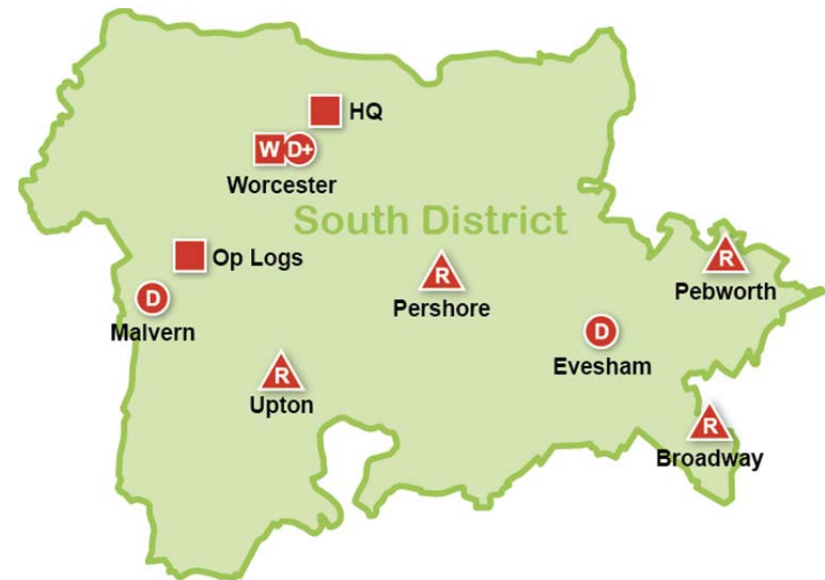 HQ
W D+
Worcester
South District
Op Logs
R
Pershore
R
Pebworth
D
Malvern
D
Evesham
R
Upton
R
Broadway